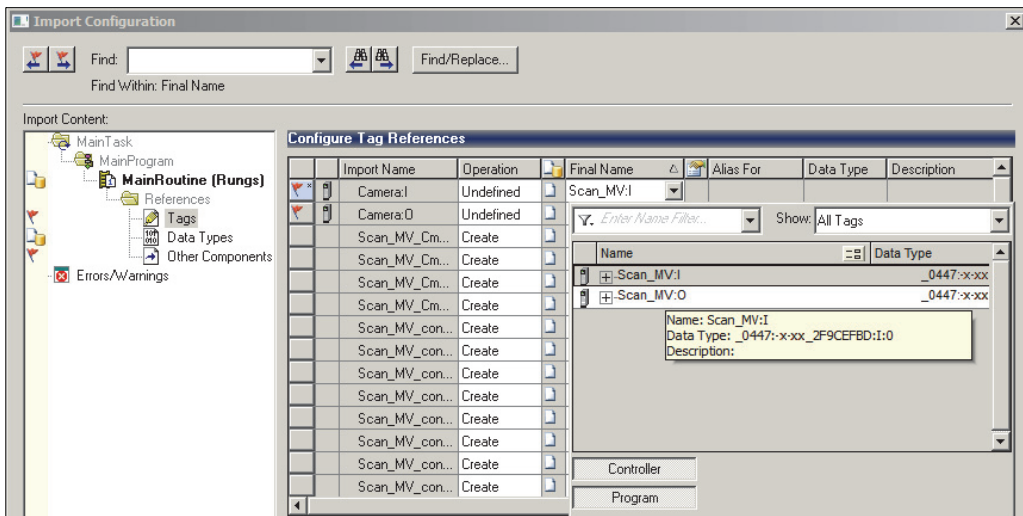 Import Configuration
Find:
Find/Replace...
Find Within: Final Name
Import Content:
MainTask
MainProgram
MainRoutine (Rungs)
References
Tags
Data Types
Other Components
Errors/Warnings
Configure Tag References
Import Name Operation Final Name Alias For Data Type Description
Camera:I Undefined Scan_MV:I
Camera:O Undefined
Scan_MV_Cm... Create
Scan_MV_Cm... Create
Scan_MV_Cm... Create
Scan_MV_Cm... Create
Scan_MV_con... Create
Scan_MV_con... Create
Scan_MV_con... Create
Scan_MV_con... Create
Scan_MV_con... Create
Scan_MV_con... Create
Scan_MV_con... Create
Scan_MV_con... Create
Enter Name Filter... Show: All Tags
Name Data Type
Scan_MV:I _0447:-x-xx
Scan_MV:O _0447:-x-xx
Name: Scan_MV:I
Data Type: _0447:-x-xx_2F9CEFBD:I:0
Description:
Controller
Program